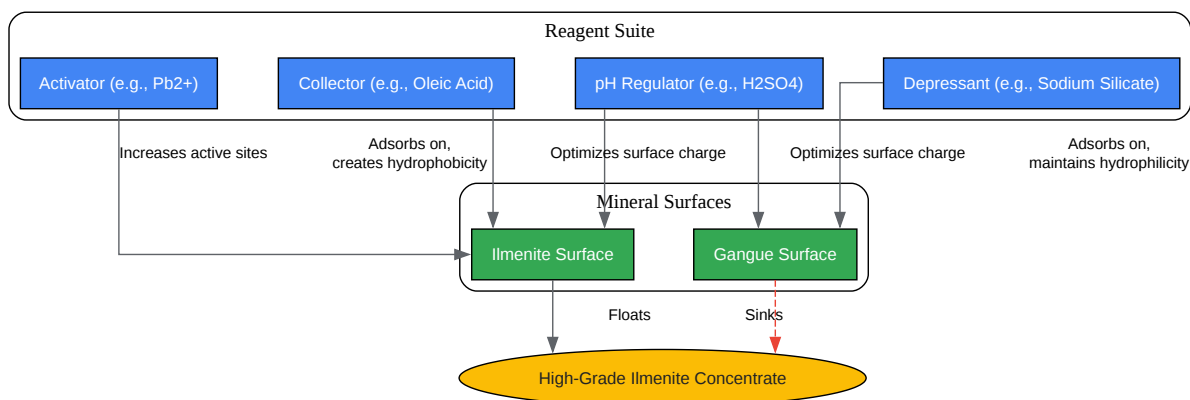 Reagent Suite
Activator (e.g., Pb2+)
Collector (e.g., Oleic Acid)
pH Regulator (e.g., H2SO4)
Depressant (e.g., Sodium Silicate)
Increases active sites
Adsorbs on,
creates hydrophobicity
Optimizes surface charge
Optimizes surface charge
Adsorbs on,
maintains hydrophilicity
Mineral Surfaces
Ilmenite Surface
Gangue Surface
Floats
Sinks
High-Grade Ilmenite Concentrate